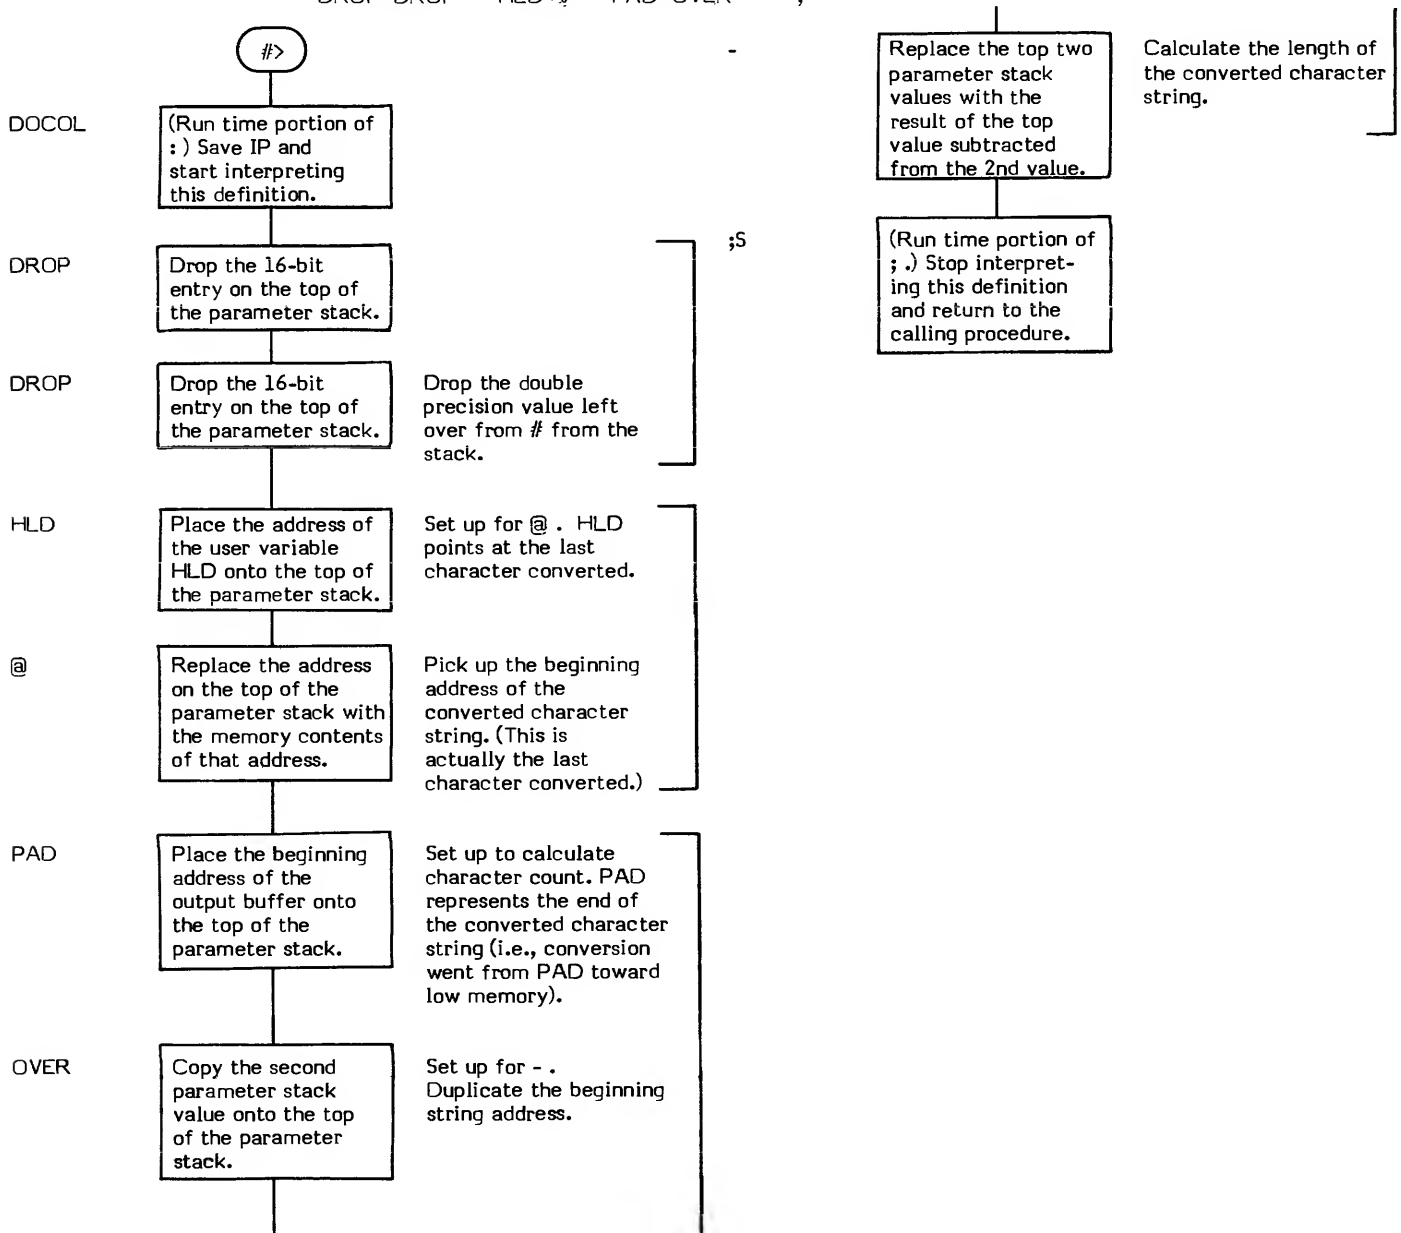 DROP DROP HLD @ PAD OVER - ;
#>
DOCOL
(Run time portion of
: ) Save IP and
start interpreting
this definition.
DROP
Drop the 16-bit
entry on the top of
the parameter stack.
DROP
Drop the 16-bit
entry on the top of
the parameter stack.
Drop the double
precision value left
over from # from the
stack.
HLD
Place the address of
the user variable
HLD onto the top of
the parameter stack.
Set up for @ . HLD
points at the last
character converted.
@
Replace the address
on the top of the
parameter stack with
the memory contents
of that address.
Pick up the beginning
address of the
converted character
string. (This is
actually the last
character converted.)
PAD
Place the beginning
address of the
output buffer onto
the top of the
parameter stack.
Set up to calculate
character count. PAD
represents the end of
the converted character
string (i.e., conversion
went from PAD toward
low memory).
OVER
Copy the second
parameter stack
value onto the top
of the parameter
stack.
Set up for - .
Duplicate the beginning
string address.
-
Replace the top two
parameter stack
values with the
result of the top
value subtracted
from the 2nd value.
Calculate the length of
the converted character
string.
;S
(Run time portion of
; .) Stop interpret-
ing this definition
and return to the
calling procedure.